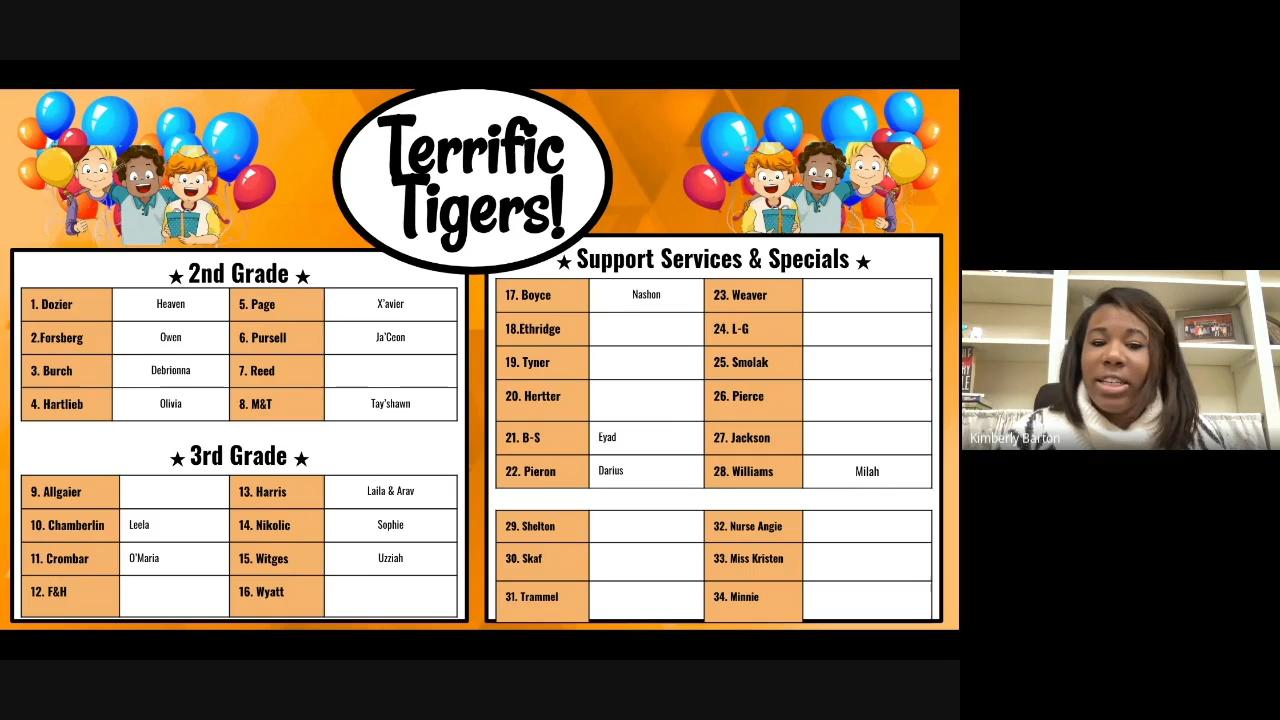 Terrific
Tigers!
★ 2nd Grade ★
1. Dozier Heaven 5. Page X'avier
2.Forsberg Owen 6. Pursell Ja'Ceon
3. Burch Debrionna 7. Reed
4. Hartlieb Olivia 8. M&T Tay'shawn
★ 3rd Grade ★
9. Allgaier 13. Harris Laila & Arav
10. Chamberlin Leela 14. Nikolic Sophie
11. Crombar O'Maria 15. Witges Uzziah
12. F&H 16. Wyatt
★ Support Services & Specials ★
17. Boyce Nashon 23. Weaver
18.Ethridge 24. L-G
19. Tyner 25. Smolak
20. Hertter 26. Pierce
21. B-S Eyad 27. Jackson
22. Pieron Darius 28. Williams Milah
29. Shelton 32. Nurse Angie
30. Skaf 33. Miss Kristen
31. Trammel 34. Minnie
Kimberly Barton